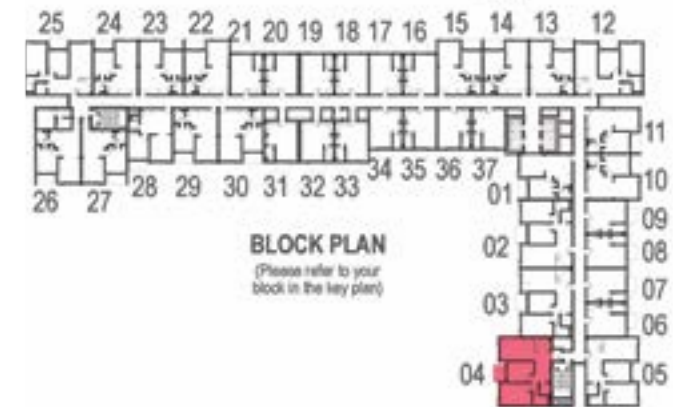 25 24 23 22 21 20 19 18 17 16 15 14 13 12
11
34 35 36 37
26 27 28 29 30 31 32 33
10
01
09
BLOCK PLAN
02
08
(Please refer to your
block in the key plan)
07
03
06
04
05